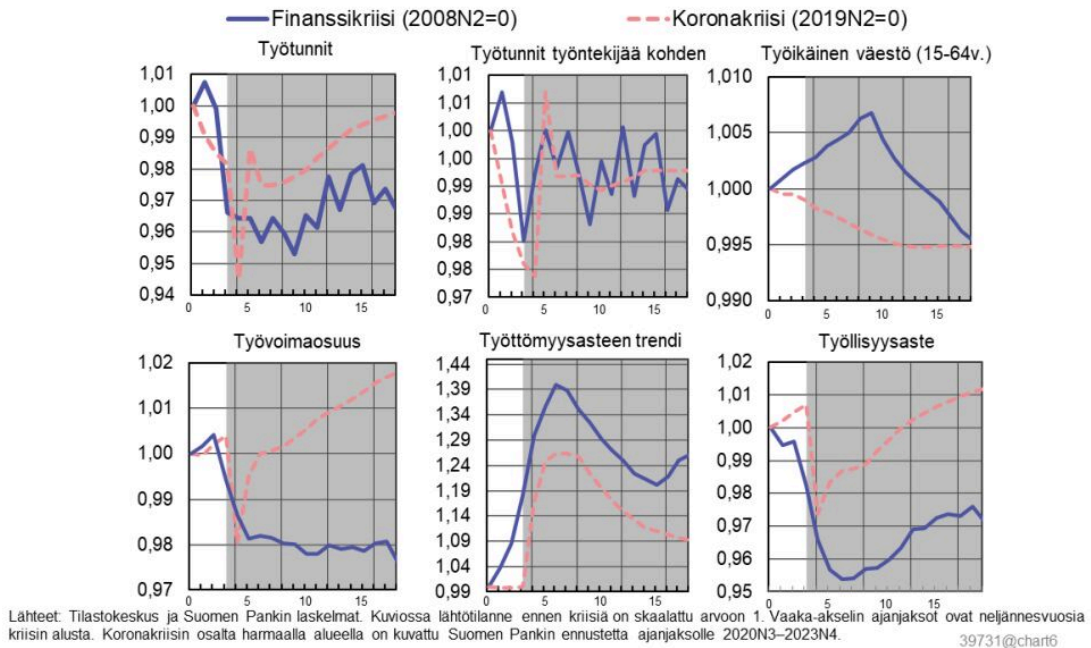 Finanssikriisi (2008N2=0) Koronakriisi (2019N2=0)
Työtunnit
1,01
1,00
0,99
0,98
0,97
0,96
0,95
0,94
0 5 10 15
Työtunnit työntekijää kohden
1,01
1,01
1,00
1,00
0,99
0,99
0,98
0,98
0,97
0 5 10 15
Työikäinen väestö (15-64v.)
1,010
1,005
1,000
0,995
0,990
0 5 10 15
Työvoimaosuus
1,02
1,01
1,00
0,99
0,98
0,97
0 5 10 15
Työttömyysasteen trendi
1,44
1,39
1,34
1,29
1,24
1,19
1,14
1,09
1,04
0,99
0 5 10 15
Työllisyysaste
1,02
1,01
1,00
0,99
0,98
0,97
0,96
0,95
0 5 10 15
Lähteet: Tilastokeskus ja Suomen Pankin laskelmat. Kuviossa lähtötilanne ennen kriisiä on skaalattu arvoon 1. Vaaka-akselin ajanjaksot ovat neljännesvuosia
kriisin alusta. Koronakriisin osalta harmaalla alueella on kuvattu Suomen Pankin ennustetta ajanjaksolle 2020N3–2023N4.
39731@chart6